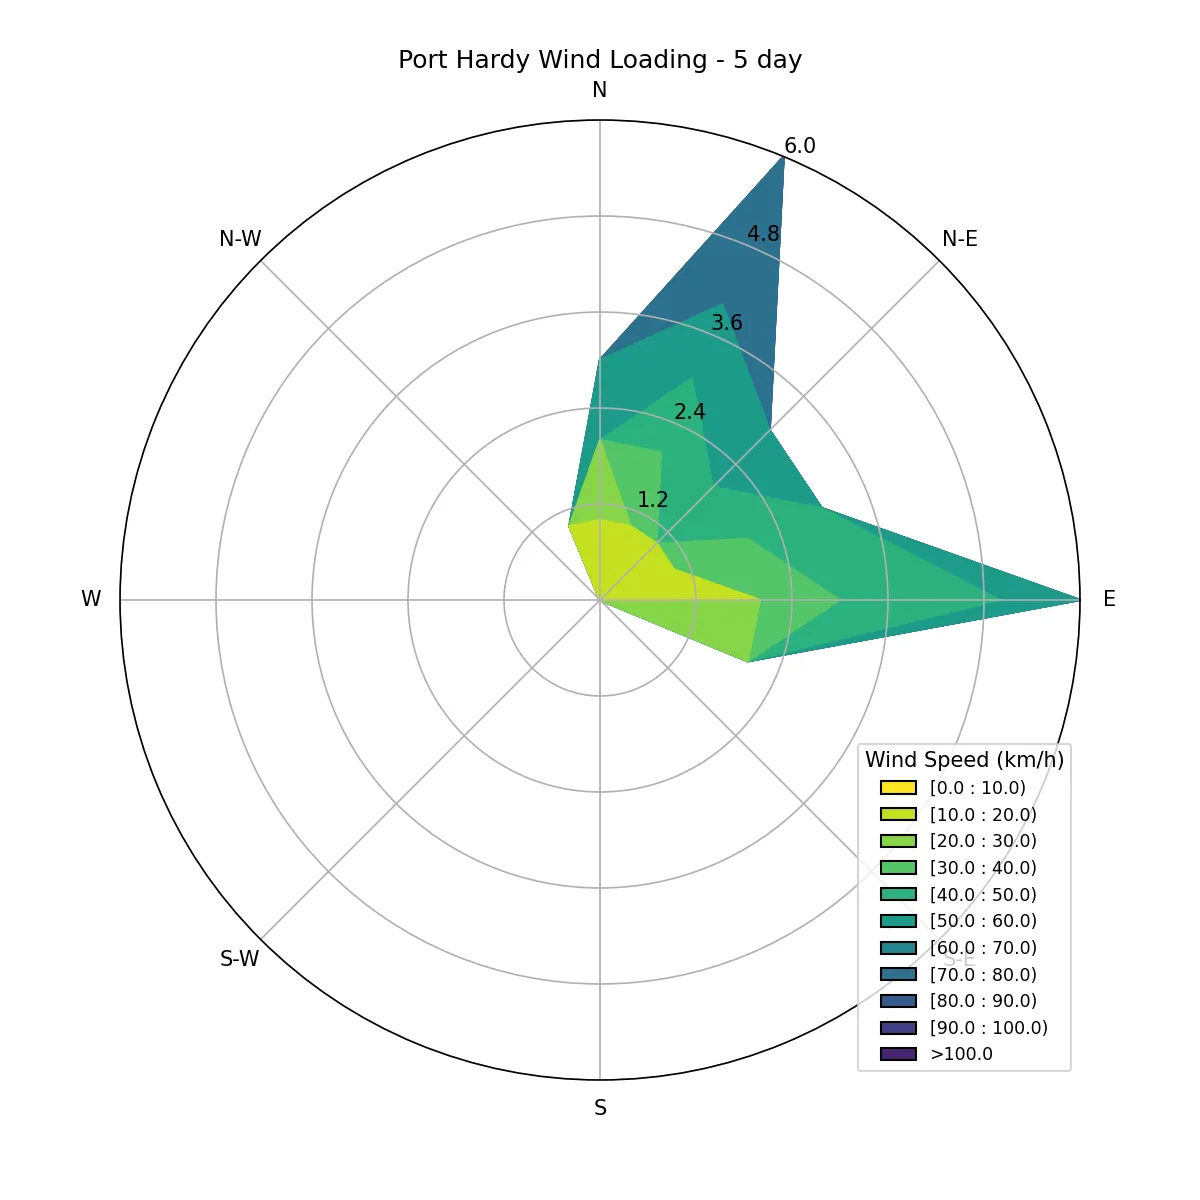 Port Hardy Wind Loading - 5 day
N
6.0
4.8
N-W
N-E
3.6
2.4
1.2
W
E
Wind Speed (km/h)
[0.0 : 10.0)
[10.0 : 20.0)
[20.0 : 30.0)
[30.0 : 40.0)
[40.0 : 50.0)
[50.0 : 60.0)
[60.0 : 70.0)
S-W
S-E
[70.0 : 80.0)
[80.0 : 90.0)
[90.0 : 100.0)
>100.0
S